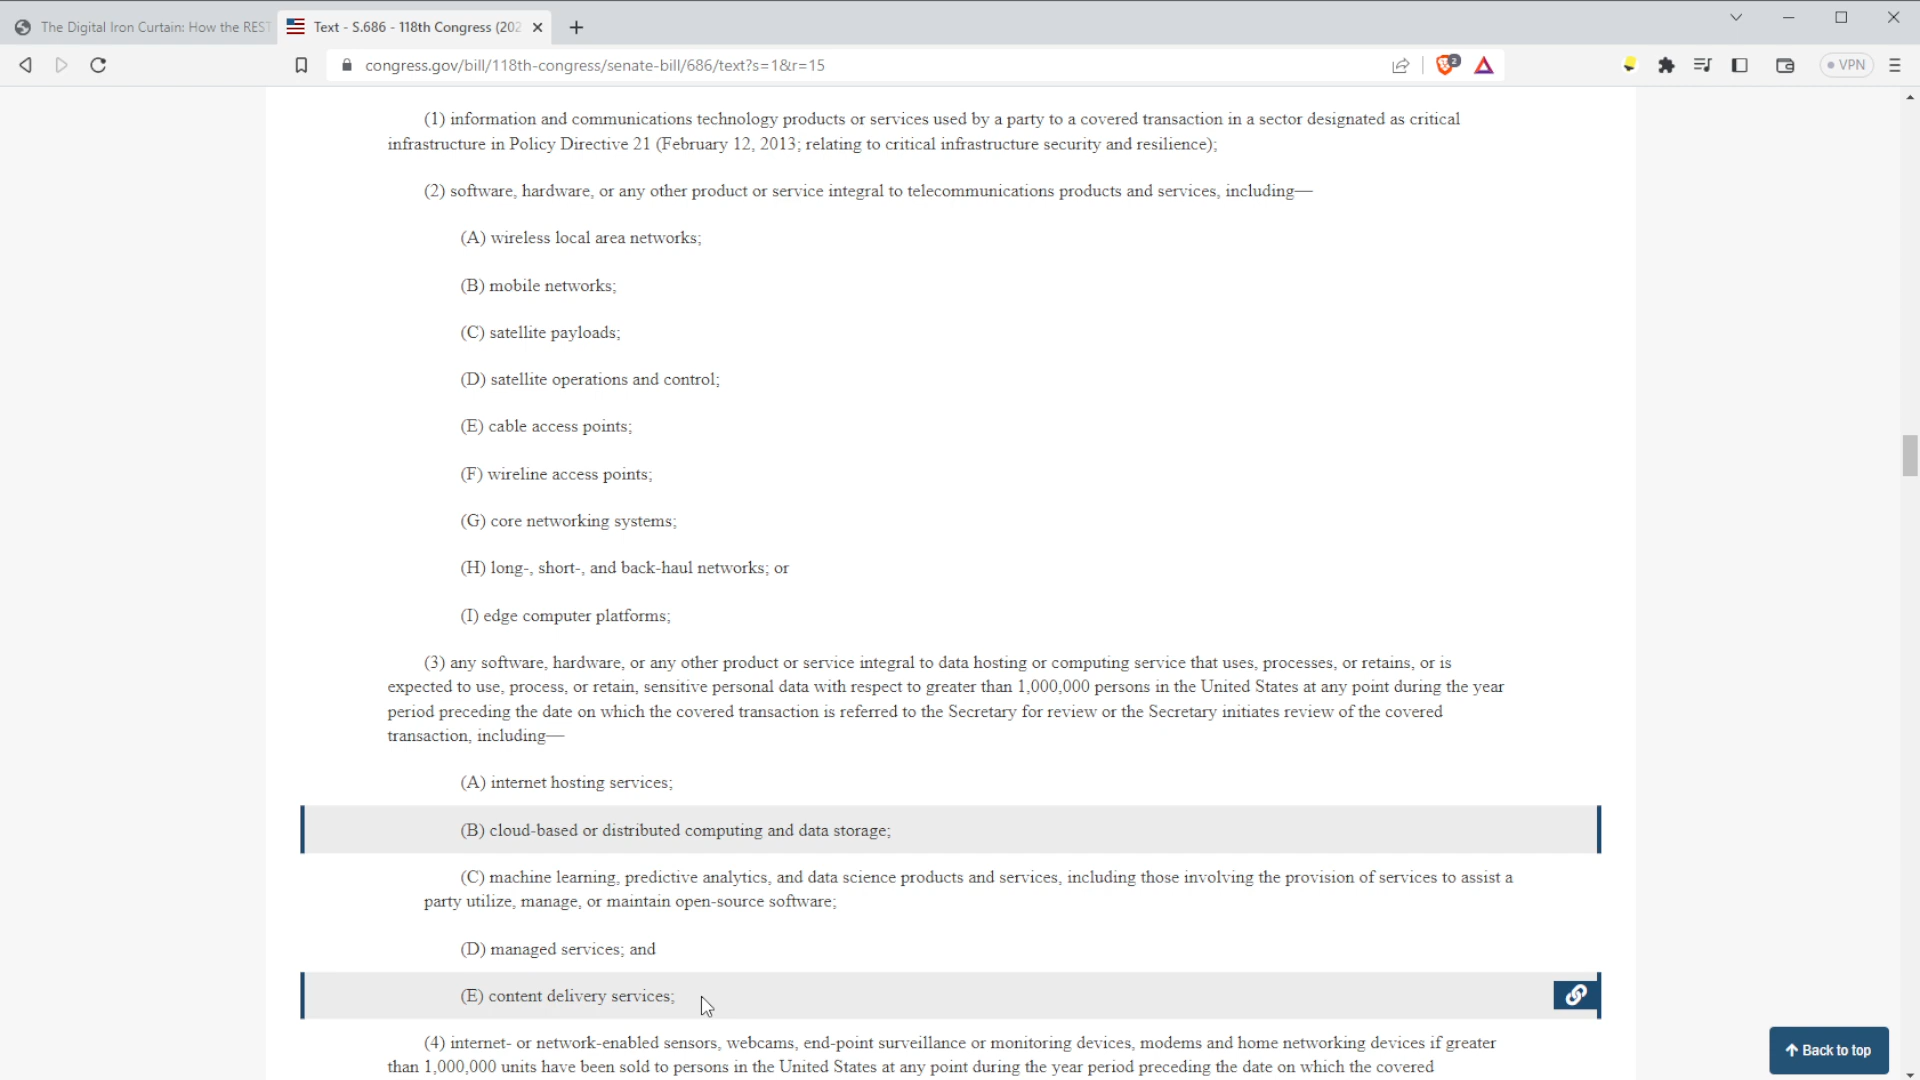 The Digital Iron Curtain: How the REST
Text - S.686 - 118th Congress (202
congress.gov/bill/118th-congress/senate-bill/686/text?s=1&r=15
2
VPN
(1) information and communications technology products or services used by a party to a covered transaction in a sector designated as critical
infrastructure in Policy Directive 21 (February 12, 2013; relating to critical infrastructure security and resilience);
(2) software, hardware, or any other product or service integral to telecommunications products and services, including—
(A) wireless local area networks;
(B) mobile networks;
(C) satellite payloads;
(D) satellite operations and control;
(E) cable access points;
(F) wireline access points;
(G) core networking systems;
(H) long-, short-, and back-haul networks; or
(I) edge computer platforms;
(3) any software, hardware, or any other product or service integral to data hosting or computing service that uses, processes, or retains, or is
expected to use, process, or retain, sensitive personal data with respect to greater than 1,000,000 persons in the United States at any point during the year
period preceding the date on which the covered transaction is referred to the Secretary for review or the Secretary initiates review of the covered
transaction, including—
(A) internet hosting services;
(B) cloud-based or distributed computing and data storage;
(C) machine learning, predictive analytics, and data science products and services, including those involving the provision of services to assist a
party utilize, manage, or maintain open-source software;
(D) managed services; and
(E) content delivery services;
(4) internet- or network-enabled sensors, webcams, end-point surveillance or monitoring devices, modems and home networking devices if greater
than 1,000,000 units have been sold to persons in the United States at any point during the year period preceding the date on which the covered
Back to top